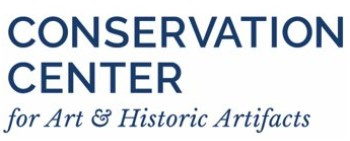 CONSERVATION
CENTER
for Art & Historic Artifacts